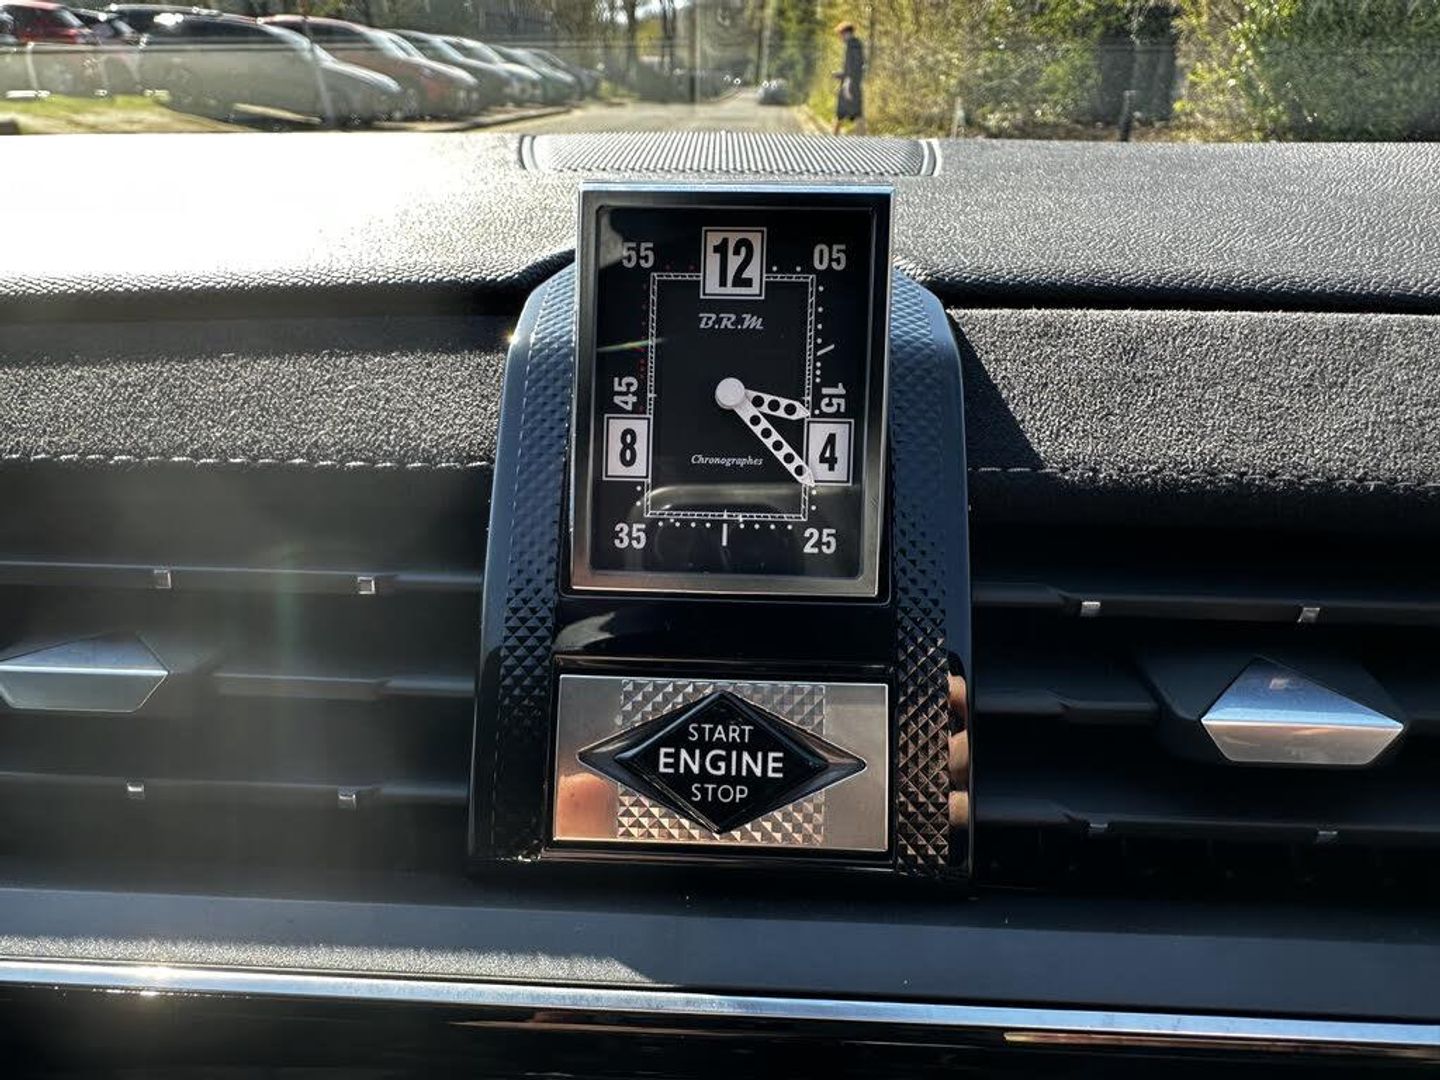 55 12 05
B.R.M
45 15
8 4
Chronographes
35 25
START
ENGINE
STOP